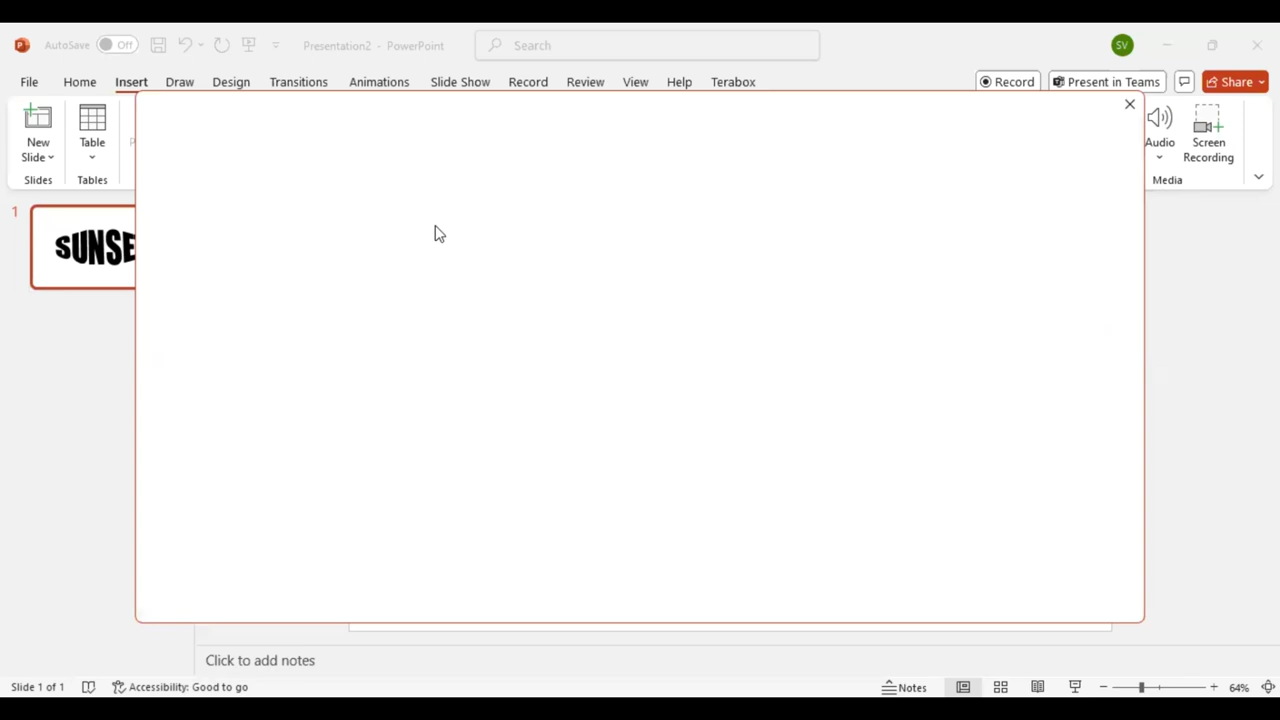 AutoSave Off Presentation2 - PowerPoint Search SV
File Home Insert Draw Design Transitions Animations Slide Show Record Review View Help Terabox Record Present in Teams Share
New Slide Table Audio Screen Recording
Slides Tables Media
1
SUNSE
Click to add notes
Slide 1 of 1 Accessibility: Good to go Notes 64%